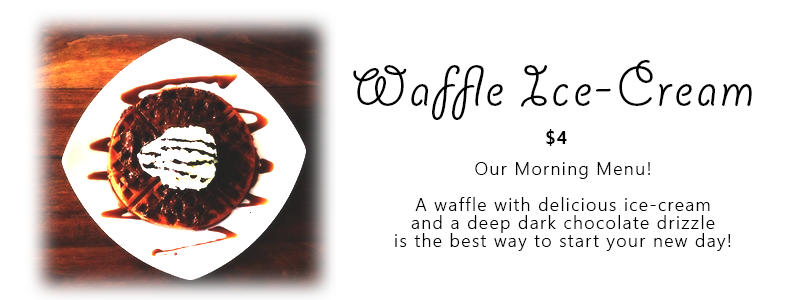 Waffle Ice-Cream
$4
Our Morning Menu!
A waffle with delicious ice-cream
and a deep dark chocolate drizzle
is the best way to start your new day!